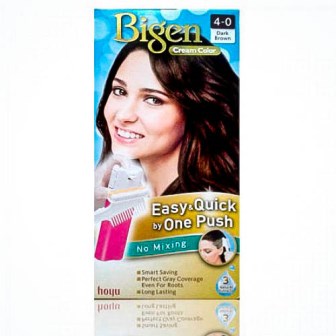 Bigen
4-0
Dark
Brown
Cream Color
Easy & Quick
by One Push
No Mixing
Smart Saving
Perfect Gray Coverage
Even For Roots
Long Lasting
3
hoyu